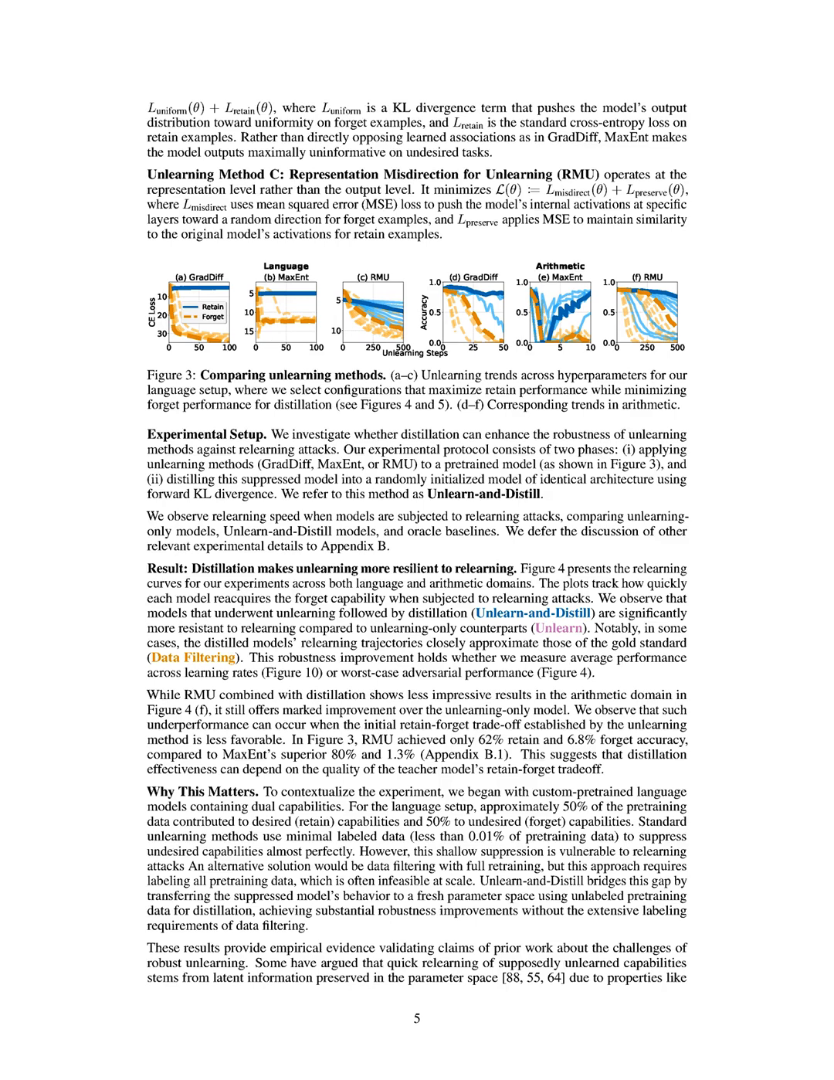 L_uniform(θ) + L_retain(θ), where L_uniform is a KL divergence term that pushes the model's output
distribution toward uniformity on forget examples, and L_retain is the standard cross-entropy loss on
retain examples. Rather than directly opposing learned associations as in GradDiff, MaxEnt makes
the model outputs maximally uninformative on undesired tasks.
Unlearning Method C: Representation Misdirection for Unlearning (RMU) operates at the
representation level rather than the output level. It minimizes ℒ(θ) := L_misdirect(θ) + L_preserve(θ),
where L_misdirect uses mean squared error (MSE) loss to push the model's internal activations at specific
layers toward a random direction for forget examples, and L_preserve applies MSE to maintain similarity
to the original model's activations for retain examples.
Language Arithmetic
(a) GradDiff (b) MaxEnt (c) RMU (d) GradDiff (e) MaxEnt (f) RMU
CE Loss
10
20
30
0 50 100
Retain
Forget
5
10
15
0 50 100
5
10
0 250 500
Accuracy
1.0
0.5
0.0
0 25 50
1.0
0.5
0.0
5 10
1.0
0.5
0.0
0 250 500
Unlearning Steps
Figure 3: Comparing unlearning methods. (a–c) Unlearning trends across hyperparameters for our
language setup, where we select configurations that maximize retain performance while minimizing
forget performance for distillation (see Figures 4 and 5). (d–f) Corresponding trends in arithmetic.
Experimental Setup. We investigate whether distillation can enhance the robustness of unlearning
methods against relearning attacks. Our experimental protocol consists of two phases: (i) applying
unlearning methods (GradDiff, MaxEnt, or RMU) to a pretrained model (as shown in Figure 3), and
(ii) distilling this suppressed model into a randomly initialized model of identical architecture using
forward KL divergence. We refer to this method as Unlearn-and-Distill.
We observe relearning speed when models are subjected to relearning attacks, comparing unlearning-
only models, Unlearn-and-Distill models, and oracle baselines. We defer the discussion of other
relevant experimental details to Appendix B.
Result: Distillation makes unlearning more resilient to relearning. Figure 4 presents the relearning
curves for our experiments across both language and arithmetic domains. The plots track how quickly
each model reacquires the forget capability when subjected to relearning attacks. We observe that
models that underwent unlearning followed by distillation (Unlearn-and-Distill) are significantly
more resistant to relearning compared to unlearning-only counterparts (Unlearn). Notably, in some
cases, the distilled models' relearning trajectories closely approximate those of the gold standard
(Data Filtering). This robustness improvement holds whether we measure average performance
across learning rates (Figure 10) or worst-case adversarial performance (Figure 4).
While RMU combined with distillation shows less impressive results in the arithmetic domain in
Figure 4 (f), it still offers marked improvement over the unlearning-only model. We observe that such
underperformance can occur when the initial retain-forget trade-off established by the unlearning
method is less favorable. In Figure 3, RMU achieved only 62% retain and 6.8% forget accuracy,
compared to MaxEnt's superior 80% and 1.3% (Appendix B.1). This suggests that distillation
effectiveness can depend on the quality of the teacher model's retain-forget tradeoff.
Why This Matters. To contextualize the experiment, we began with custom-pretrained language
models containing dual capabilities. For the language setup, approximately 50% of the pretraining
data contributed to desired (retain) capabilities and 50% to undesired (forget) capabilities. Standard
unlearning methods use minimal labeled data (less than 0.01% of pretraining data) to suppress
undesired capabilities almost perfectly. However, this shallow suppression is vulnerable to relearning
attacks An alternative solution would be data filtering with full retraining, but this approach requires
labeling all pretraining data, which is often infeasible at scale. Unlearn-and-Distill bridges this gap by
transferring the suppressed model's behavior to a fresh parameter space using unlabeled pretraining
data for distillation, achieving substantial robustness improvements without the extensive labeling
requirements of data filtering.
These results provide empirical evidence validating claims of prior work about the challenges of
robust unlearning. Some have argued that quick relearning of supposedly unlearned capabilities
stems from latent information preserved in the parameter space [88, 55, 64] due to properties like
5